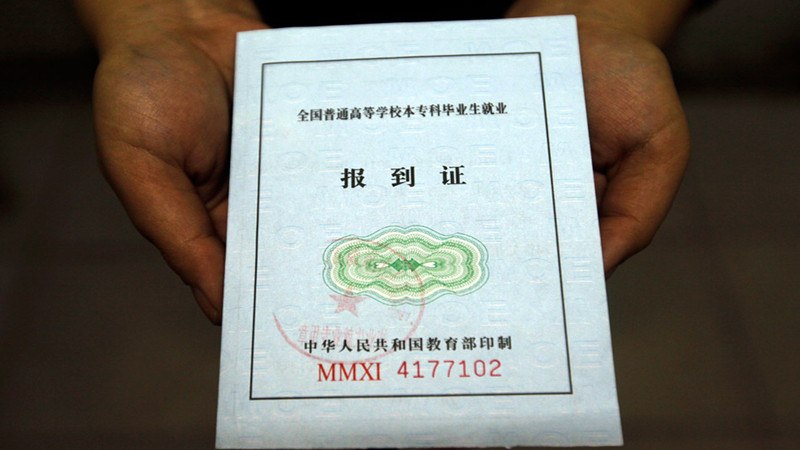 全国普通高等学校本专科毕业生就业
报到证
中华人民共和国教育部印制
MMXI 4177102